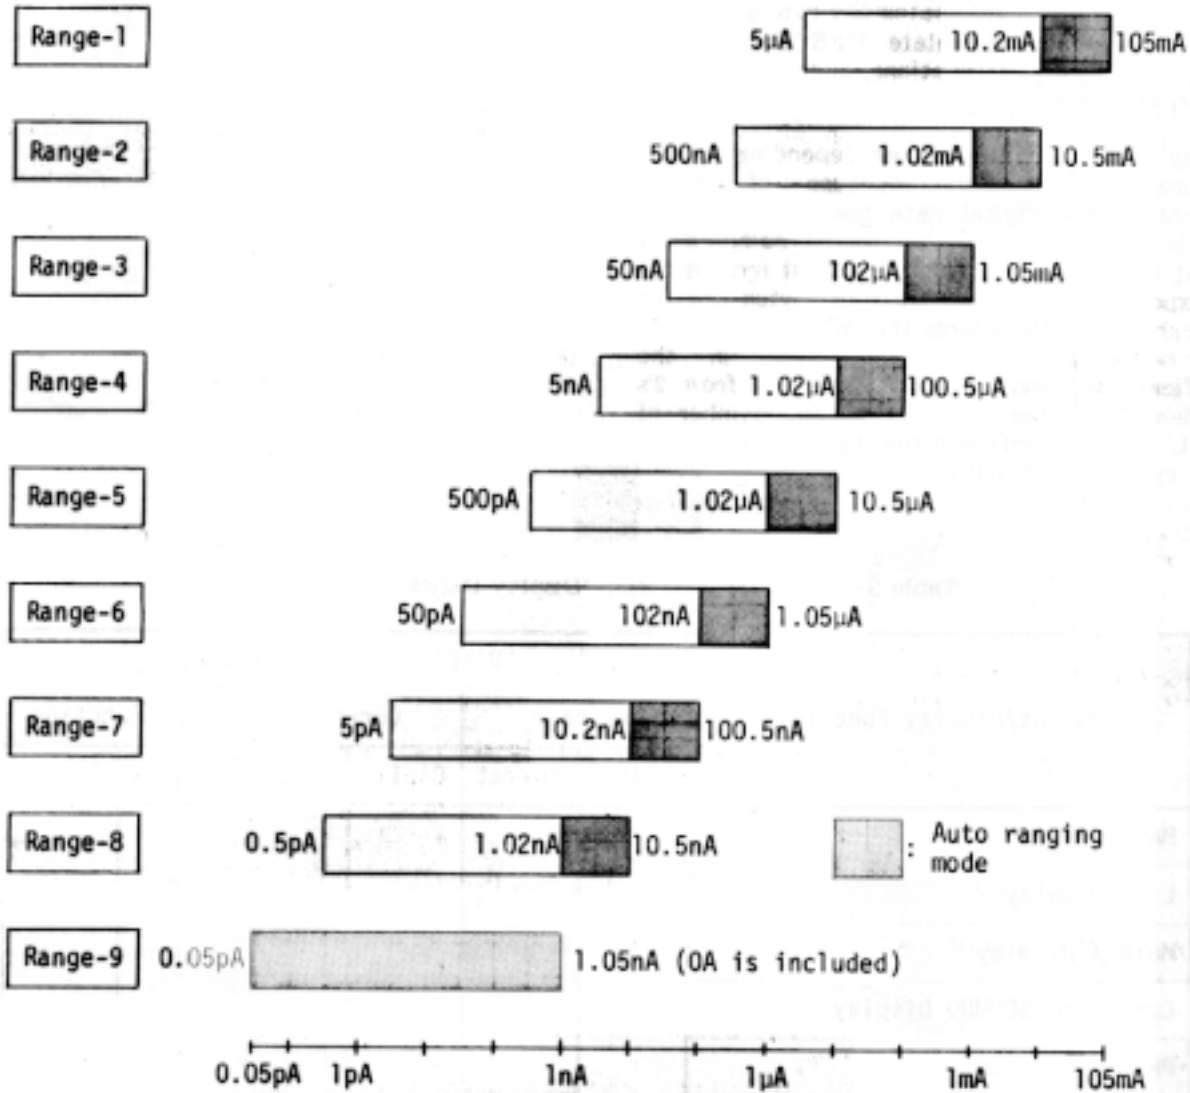 Range-1 5µA 10.2mA 105mA
Range-2 500nA 1.02mA 10.5mA
Range-3 50nA 102µA 1.05mA
Range-4 5nA 1.02µA 100.5µA
Range-5 500pA 1.02µA 10.5µA
Range-6 50pA 102nA 1.05µA
Range-7 5pA 10.2nA 100.5nA
Range-8 0.5pA 1.02nA 10.5nA
: Auto ranging
mode
Range-9 0.05pA 1.05nA (OA is included)
0.05pA 1pA 1nA 1µA 1mA 105mA